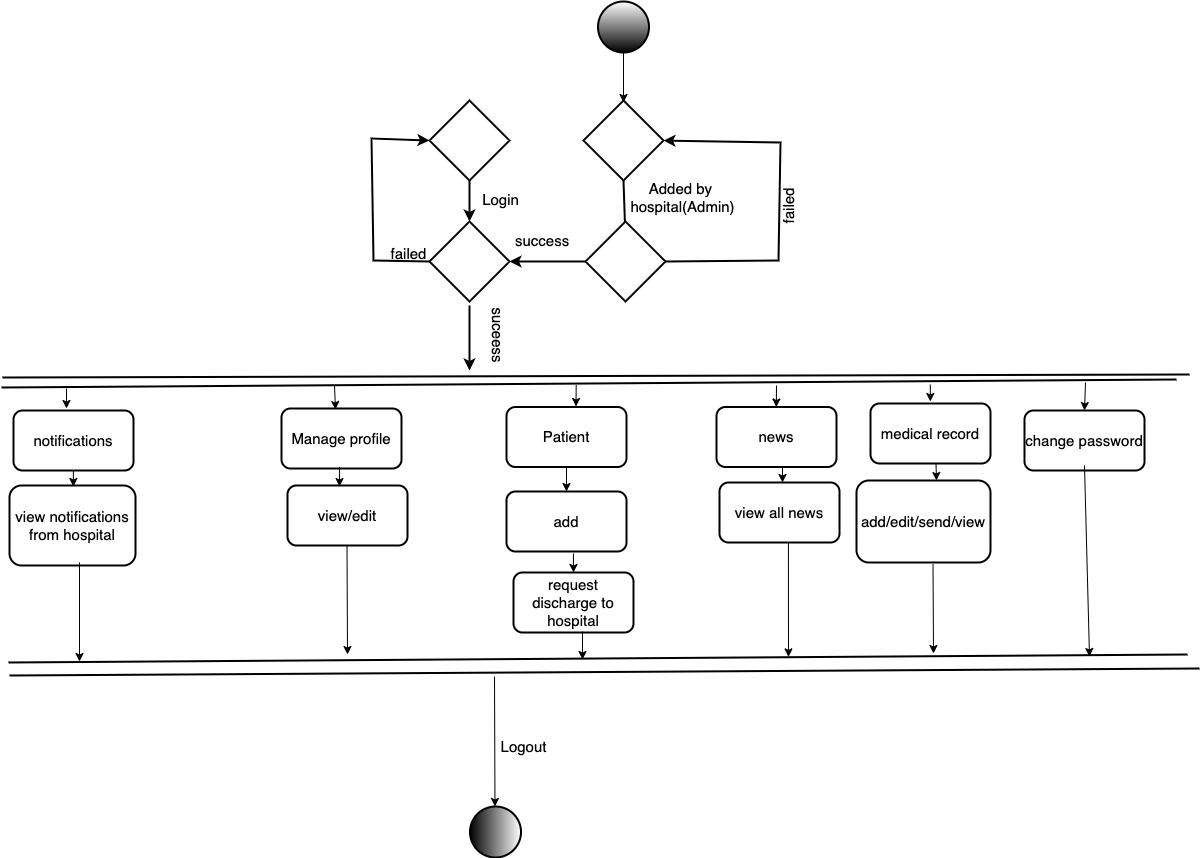 Login
Added by
hospital(Admin)
failed
success
failed
success
notifications
Manage profile
Patient
news
medical record
change password
view notifications
from hospital
view/edit
add
view all news
add/edit/send/view
request
discharge to
hospital
Logout